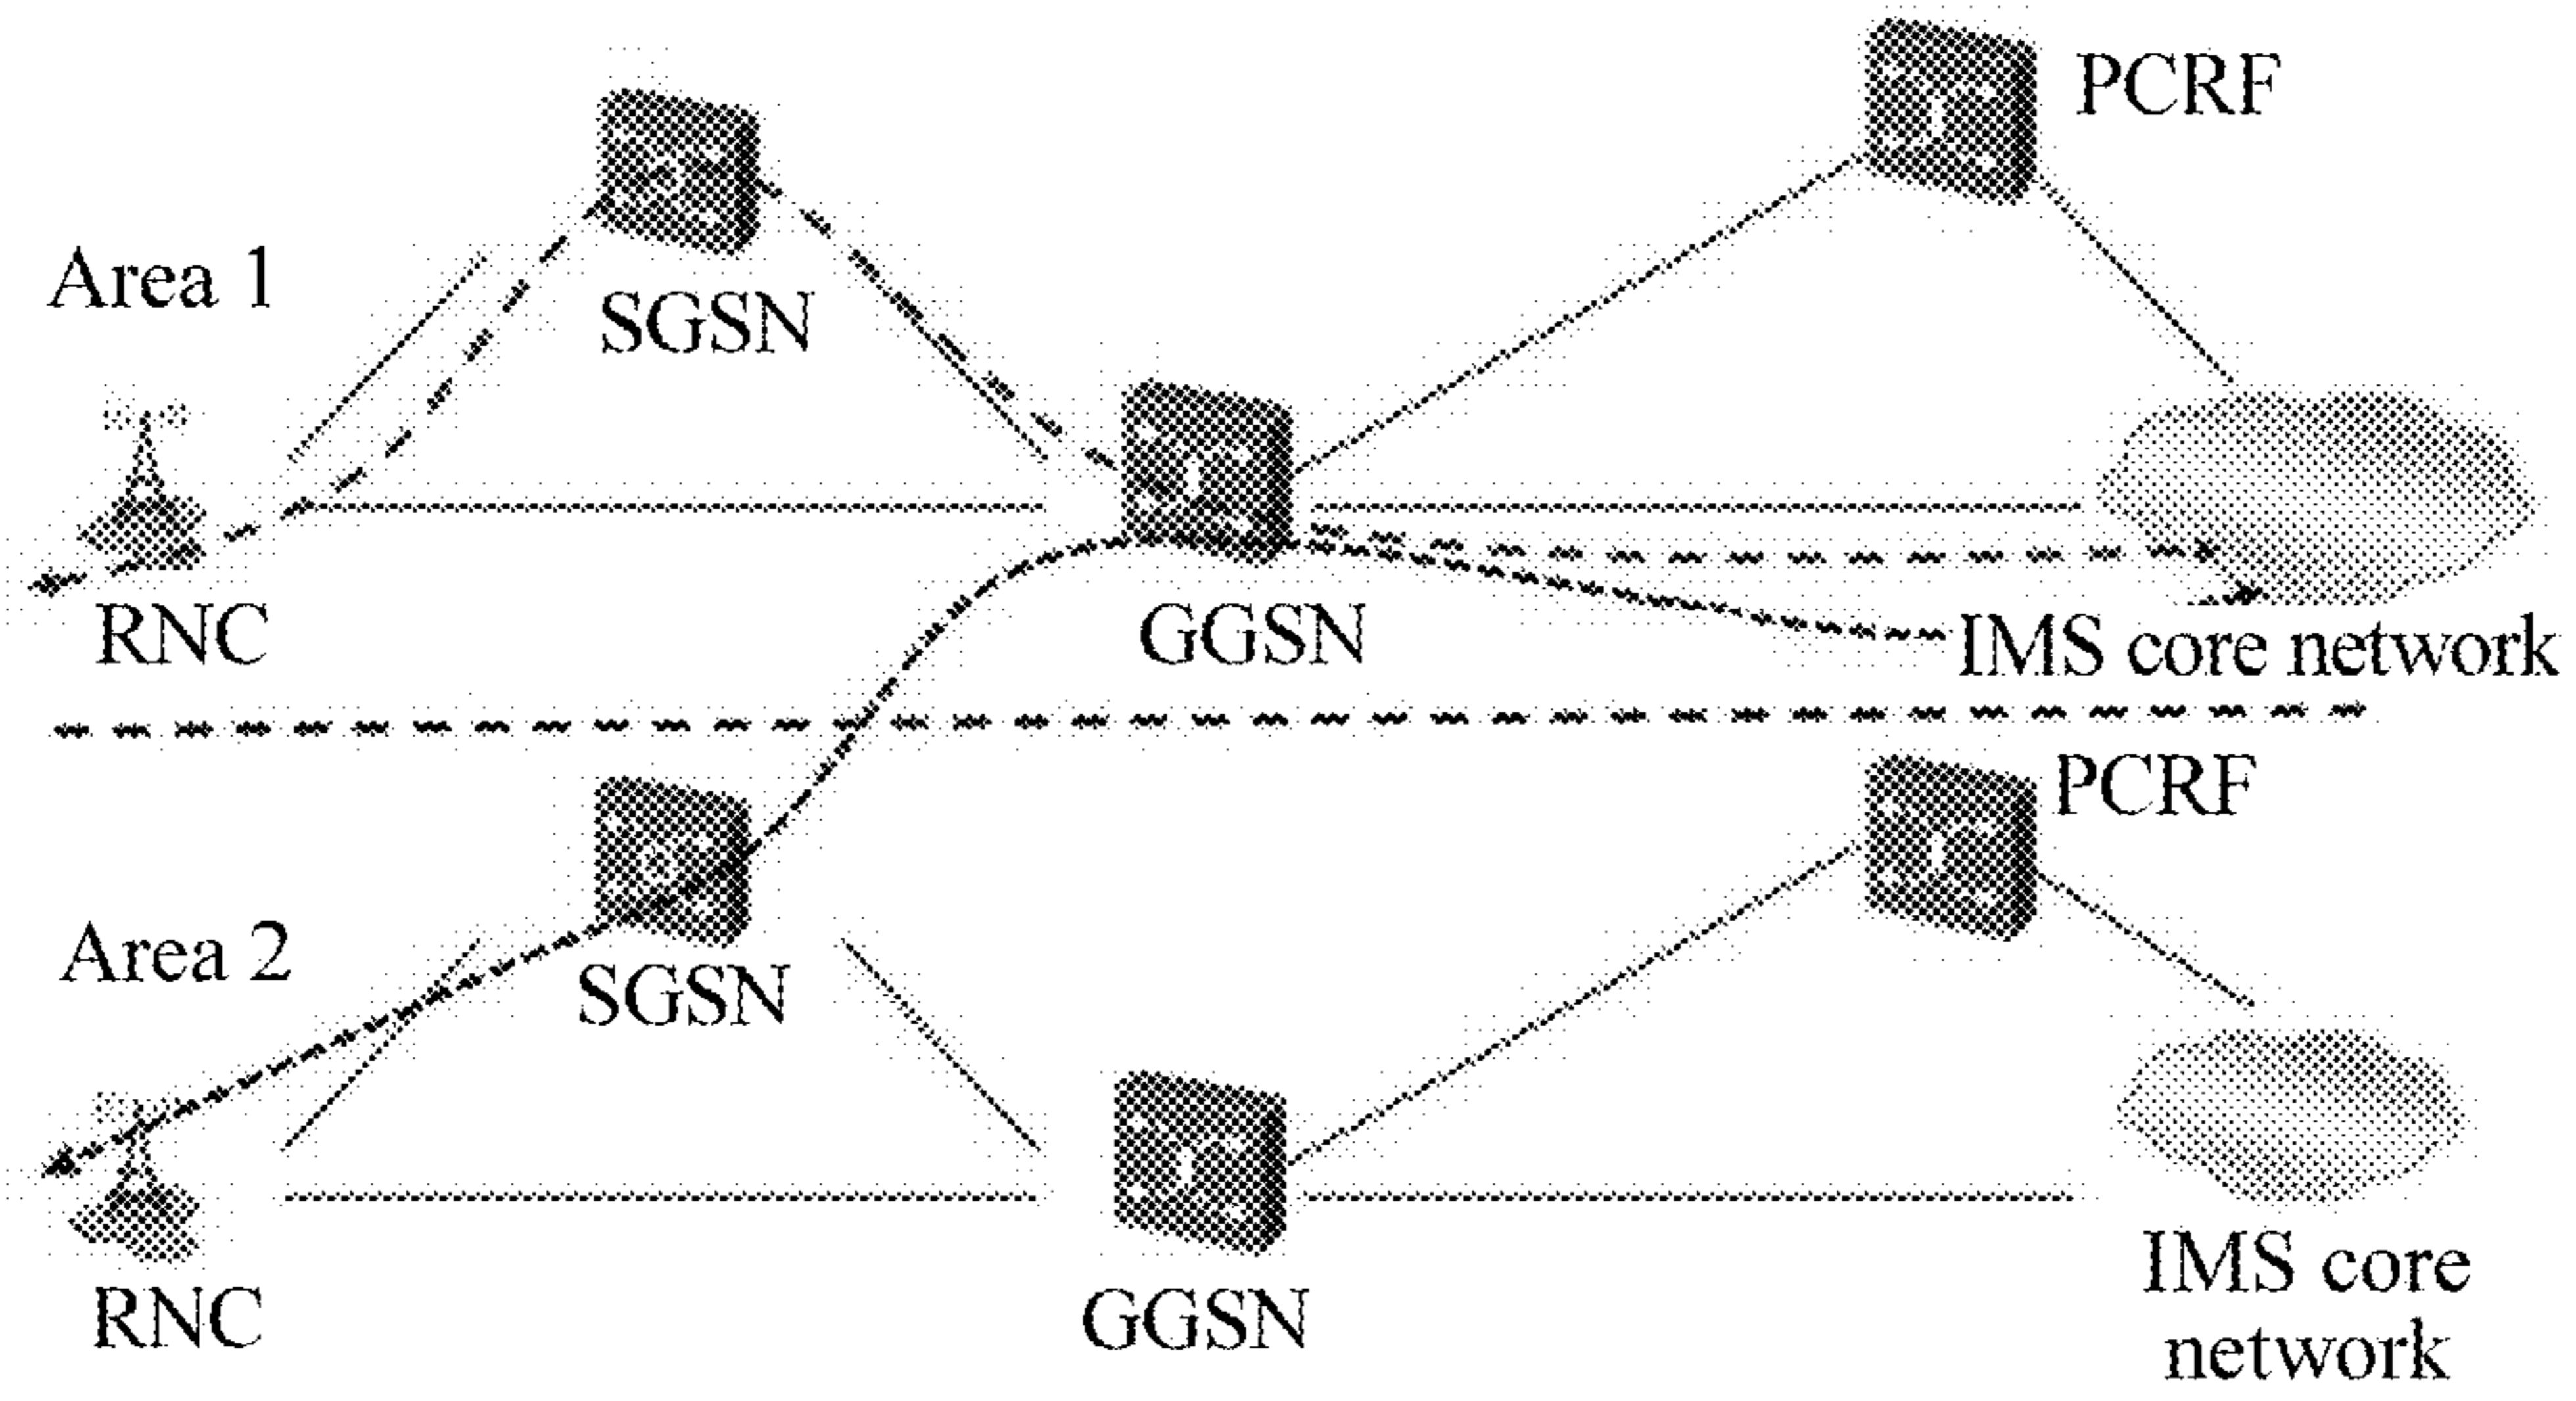 PCRF
Area 1
SGSN
RNC
GGSN
IMS core network
PCRF
Area 2
SGSN
RNC
GGSN
IMS core
network